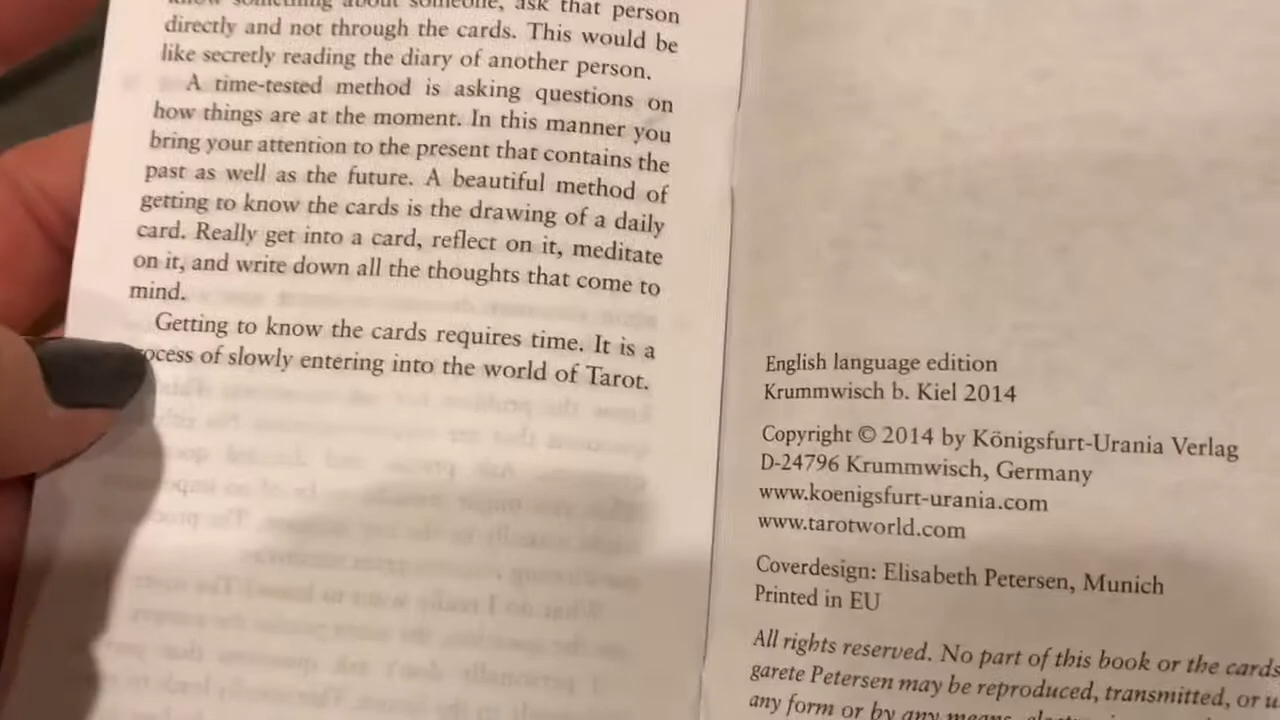 know something about someone, ask that person
directly and not through the cards. This would be
like secretly reading the diary of another person.
A time-tested method is asking questions on
how things are at the moment. In this manner you
bring your attention to the present that contains the
past as well as the future. A beautiful method of
getting to know the cards is the drawing of a daily
card. Really get into a card, reflect on it, meditate
on it, and write down all the thoughts that come to
mind.
Getting to know the cards requires time. It is a
ocess of slowly entering into the world of Tarot.
English language edition
Krummwisch b. Kiel 2014
Copyright © 2014 by Königsfurt-Urania Verlag
D-24796 Krummwisch, Germany
www.koenigsfurt-urania.com
www.tarotworld.com
Coverdesign: Elisabeth Petersen, Munich
Printed in EU
All rights reserved. No part of this book or the cards
garete Petersen may be reproduced, transmitted, or u
any form or by any means,